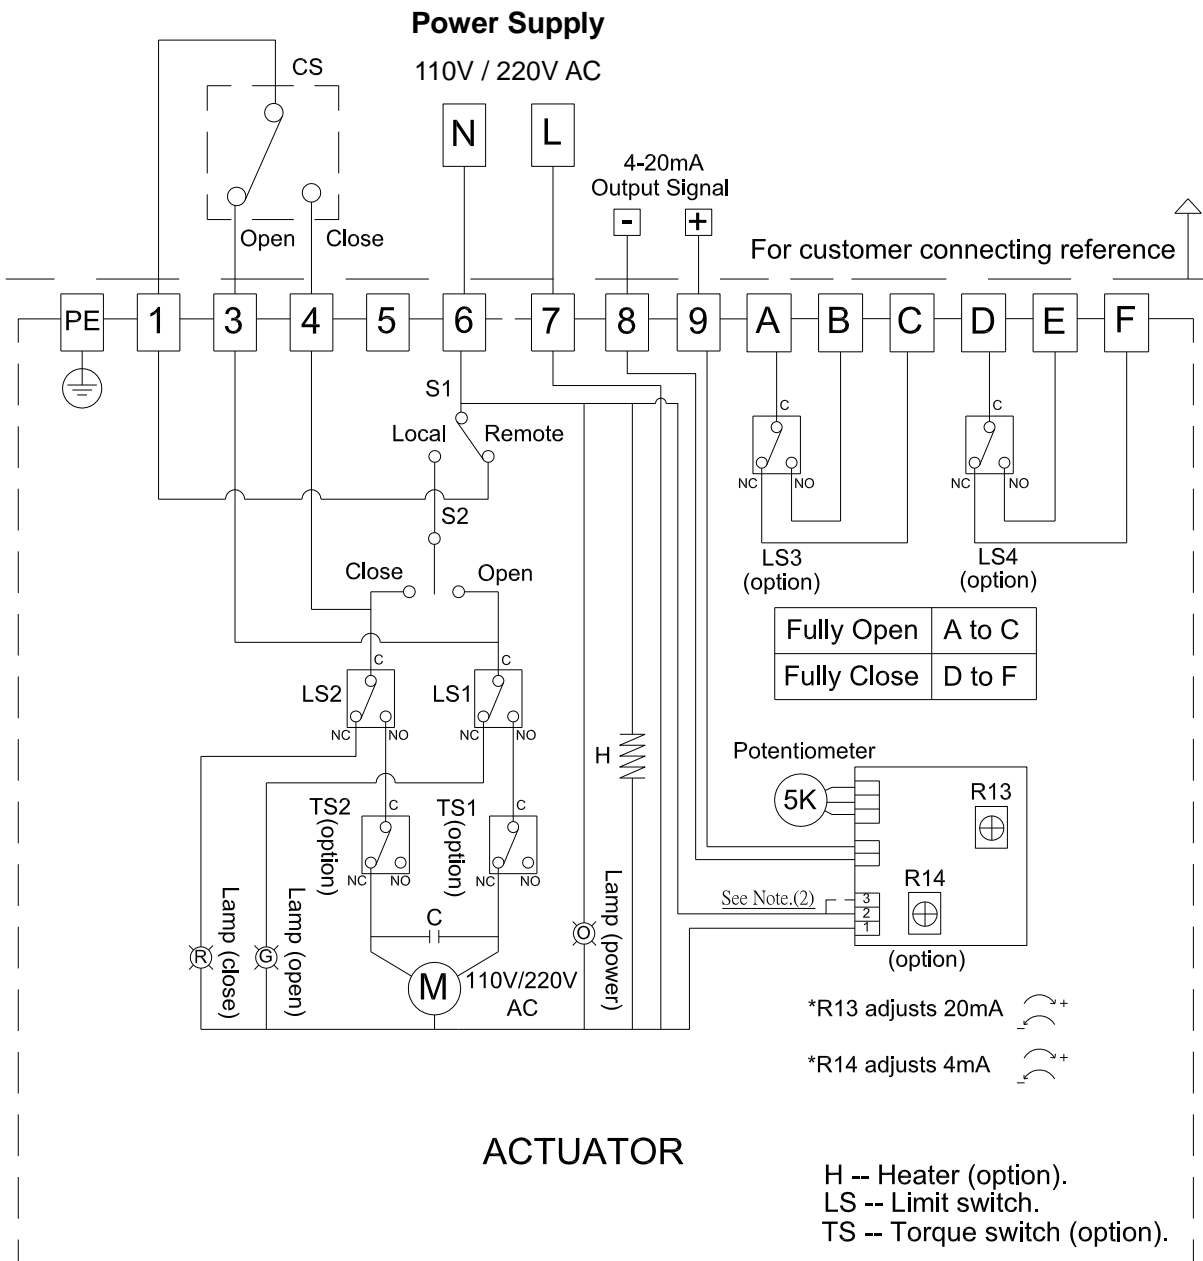 Power Supply
110V / 220V AC
CS
N
L
4-20mA
Output Signal
- +
Open Close
For customer connecting reference
PE 1 3 4 5 6 7 8 9 A B C D E F
S1
Local Remote
S2
Close Open
C
NC NO
LS3
(option)
C
NC NO
LS4
(option)
Fully Open A to C
Fully Close D to F
LS2
C
NC NO
LS1
C
NC NO
H
TS2
(option)
C
NC NO
TS1
(option)
C
NC NO
Potentiometer
5K
R13
R14
See Note.(2)
3
2
1
(option)
C
R
Lamp (close)
G
Lamp (open)
M
110V/220V
AC
O
Lamp (power)
*R13 adjusts 20mA + -
*R14 adjusts 4mA + -
ACTUATOR
H -- Heater (option).
LS -- Limit switch.
TS -- Torque switch (option).